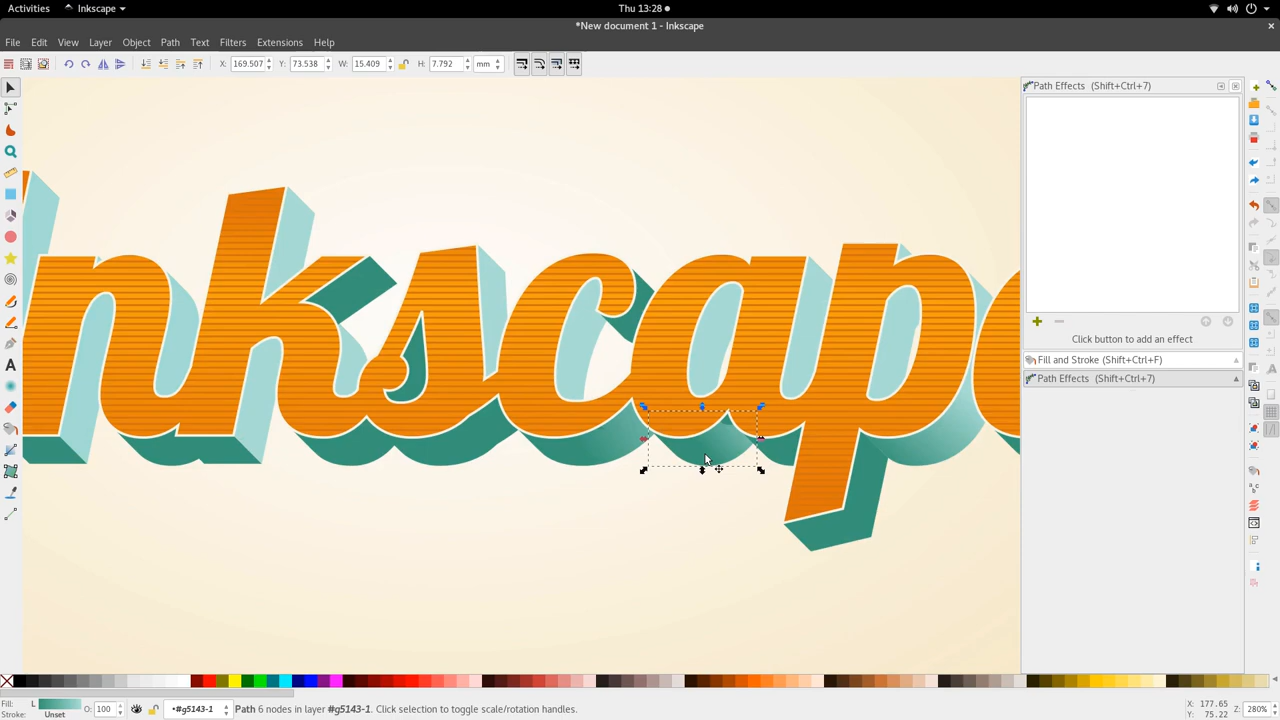 Activities Inkscape Thu 13:28
*New document 1 - Inkscape
File Edit View Layer Object Path Text Filters Extensions Help
X: 169.507 Y: 73.538 W: 15.409 H: 7.792 mm
Path Effects (Shift+Ctrl+7)
nkscape
Click button to add an effect
Fill and Stroke (Shift+Ctrl+F)
Path Effects (Shift+Ctrl+7)
Fill: L O: 100 •#g5143-1 Path 6 nodes in layer #g5143-1. Click selection to toggle scale/rotation handles. X: 177.65 Z: 280%
Stroke: Unset Y: 75.22